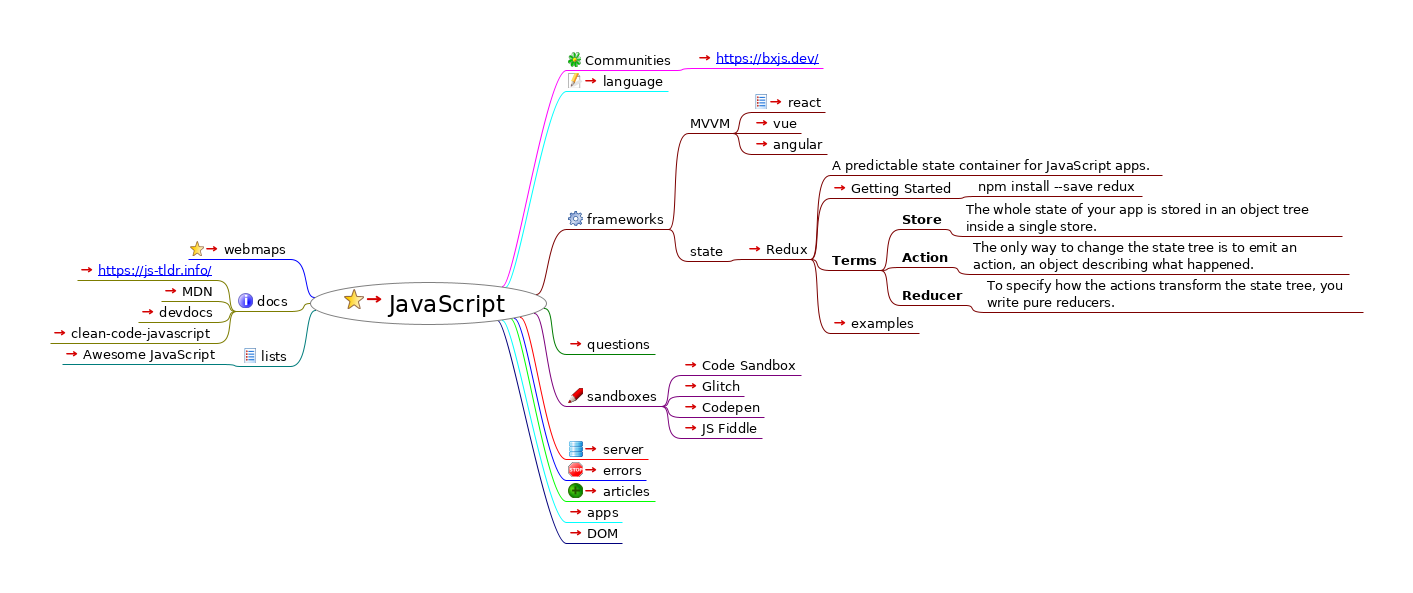 JavaScript
webmaps
docs
https://js-tldr.info/
MDN
devdocs
clean-code-javascript
lists
Awesome JavaScript
Communities
https://bxjs.dev/
language
frameworks
MVVM
react
vue
angular
state
Redux
A predictable state container for JavaScript apps.
Getting Started
npm install --save redux
Terms
Store
The whole state of your app is stored in an object tree
inside a single store.
Action
The only way to change the state tree is to emit an
action, an object describing what happened.
Reducer
To specify how the actions transform the state tree, you
write pure reducers.
examples
questions
sandboxes
Code Sandbox
Glitch
Codepen
JS Fiddle
server
STOP
errors
articles
apps
DOM